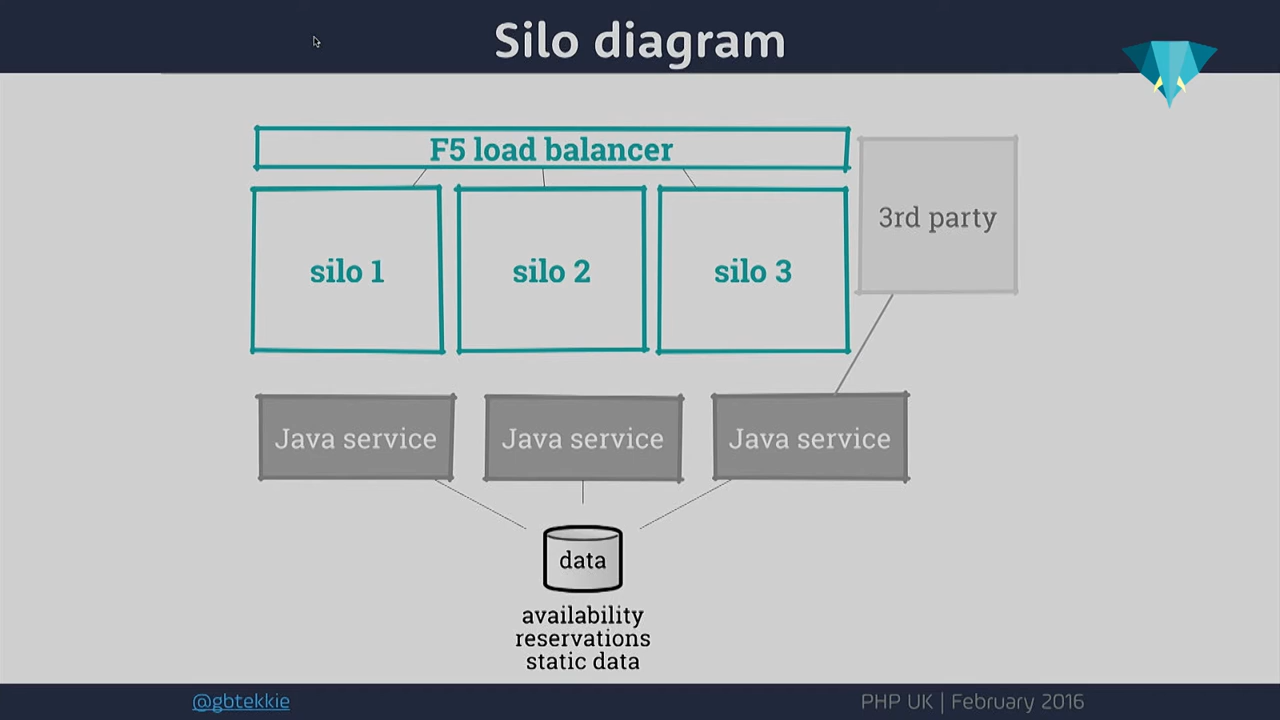 Silo diagram
F5 load balancer
3rd party
silo 1
silo 2
silo 3
Java service
Java service
Java service
data
availability
reservations
static data
@gbtekkie
PHP UK | February 2016